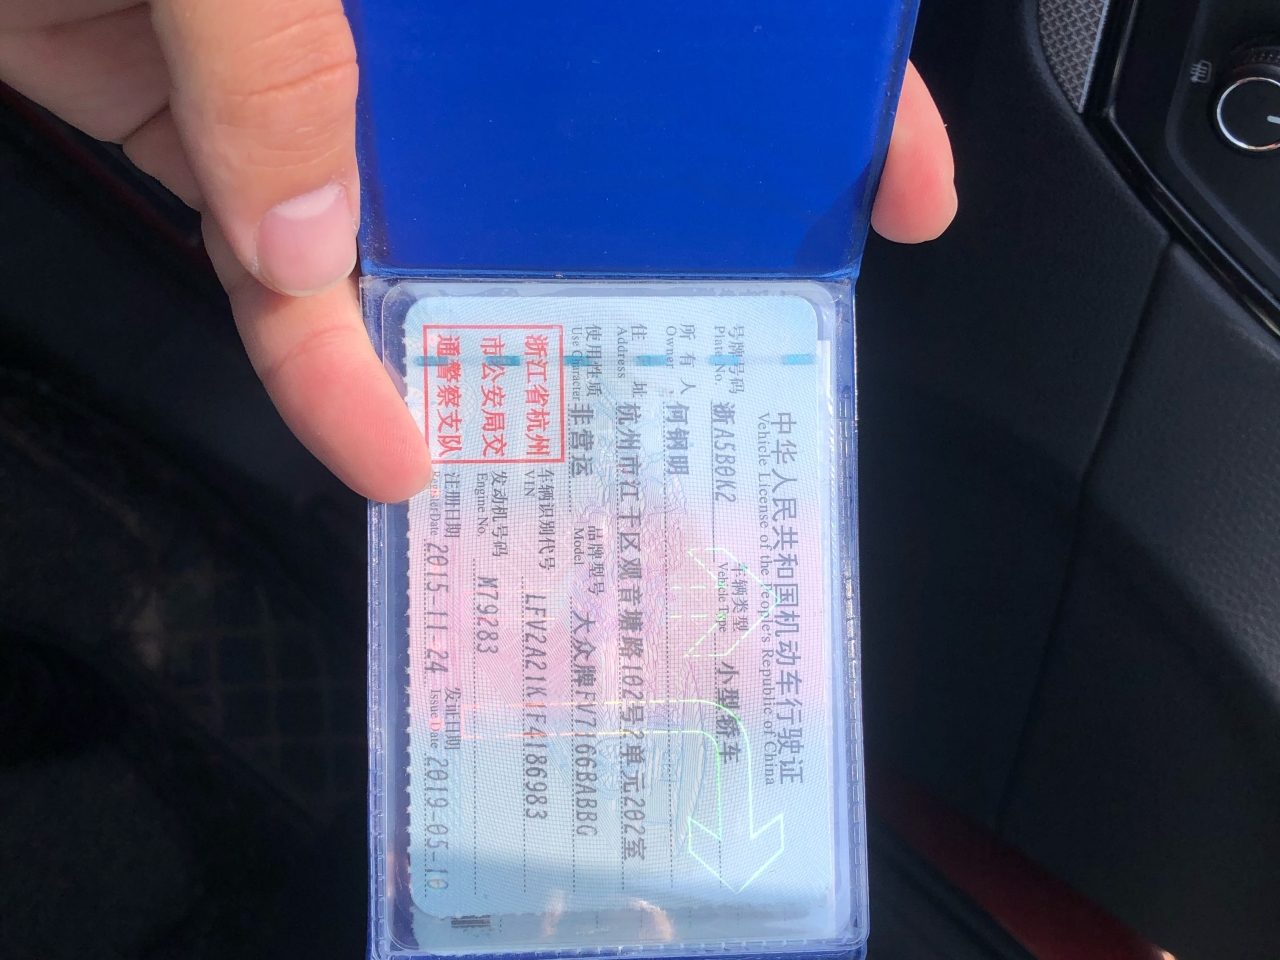 中华人民共和国机动车行驶证
Vehicle License of the People's Republic of China
号牌号码 浙A5B0K2 车辆类型 小型轿车
Plate No. Vehicle Type
所有人 何钢明
Owner
住址 杭州市江干区观音塘路102号2单元202室
Address
使用性质 非营运 品牌型号 大众牌FV7166BABBG
Use Character Model
浙江省杭州
市公安局交
通警察支队
车辆识别代号 LFV2A21K1F4186983
VIN
发动机号码 M79283
Engine No.
注册日期 2015-11-24 发证日期 2019-05-10
Register Date Issue Date